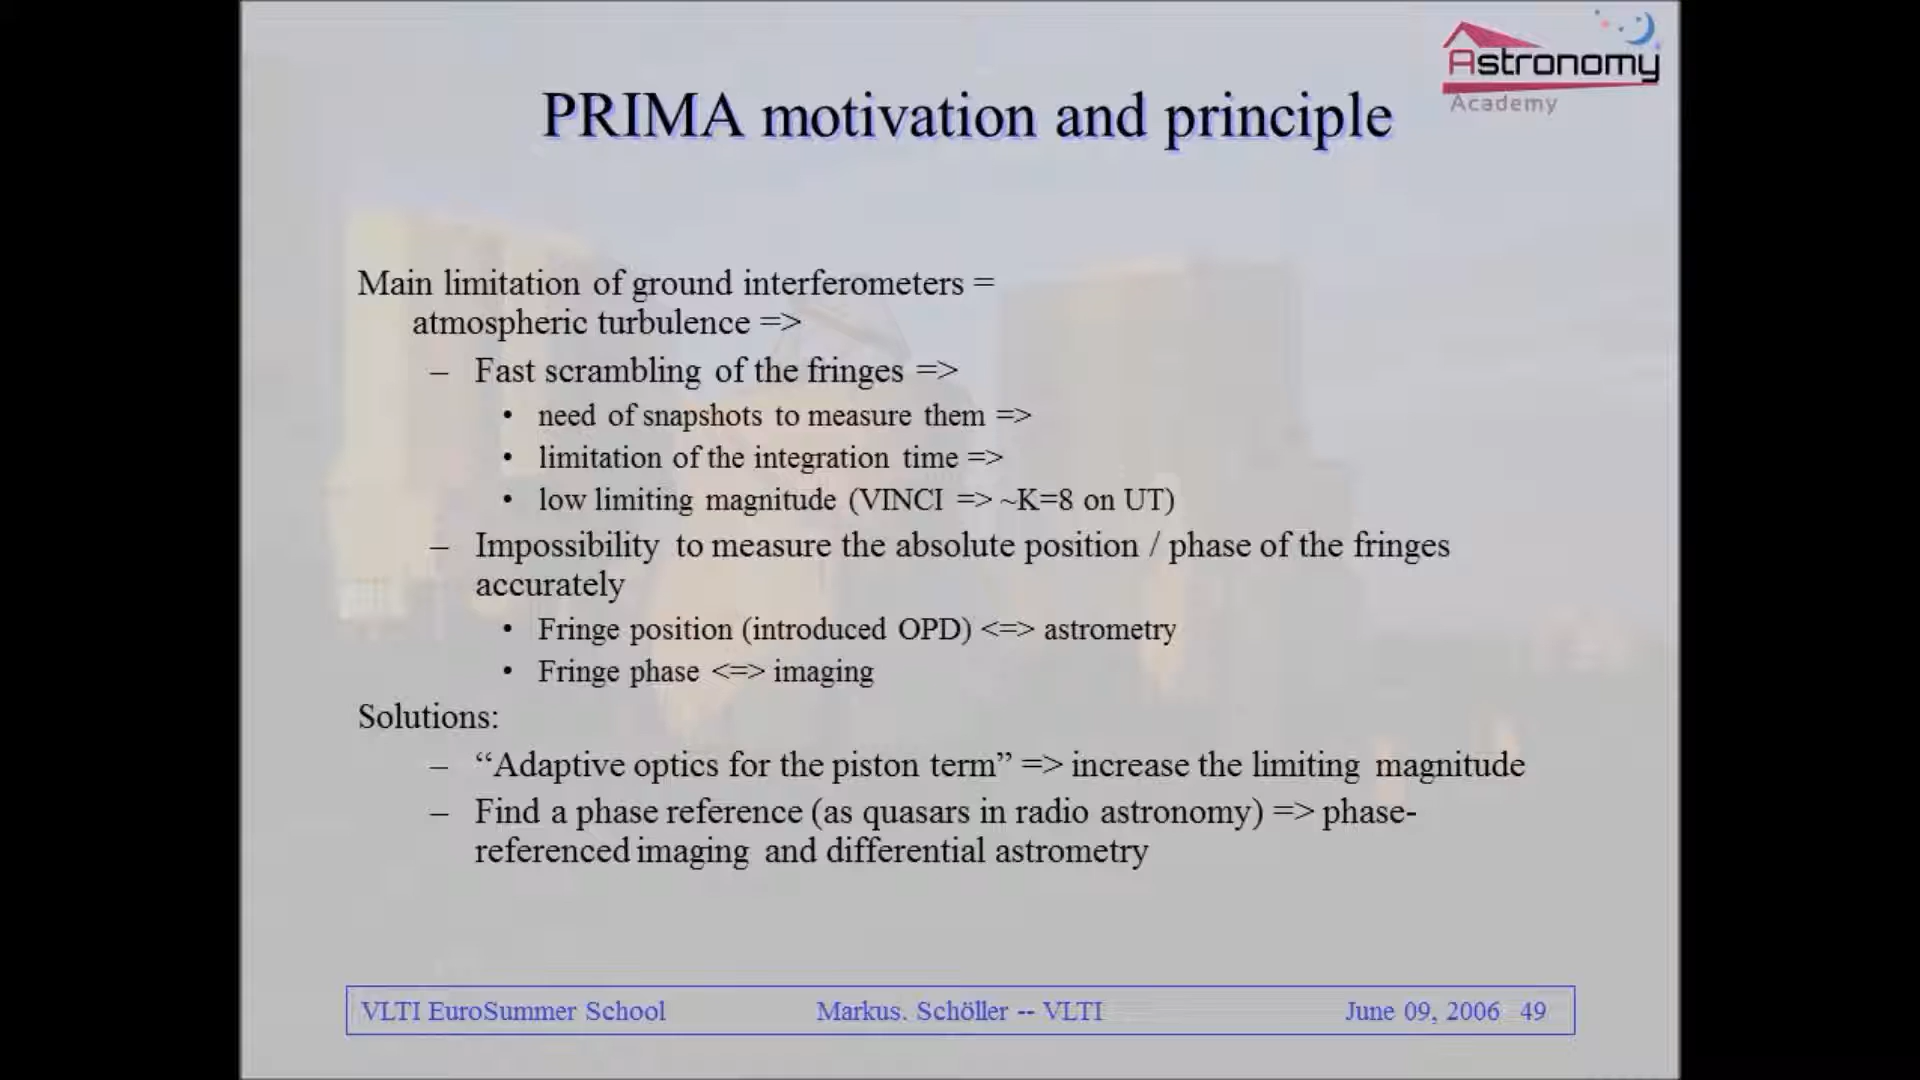 Astronomy
Academy
PRIMA motivation and principle
Main limitation of ground interferometers =
atmospheric turbulence =>
– Fast scrambling of the fringes =>
• need of snapshots to measure them =>
• limitation of the integration time =>
• low limiting magnitude (VINCI => ~K=8 on UT)
– Impossibility to measure the absolute position / phase of the fringes
accurately
• Fringe position (introduced OPD) <=> astrometry
• Fringe phase <=> imaging
Solutions:
– “Adaptive optics for the piston term” => increase the limiting magnitude
– Find a phase reference (as quasars in radio astronomy) => phase-
referenced imaging and differential astrometry
VLTI EuroSummer School Markus. Schöller -- VLTI June 09, 2006 49